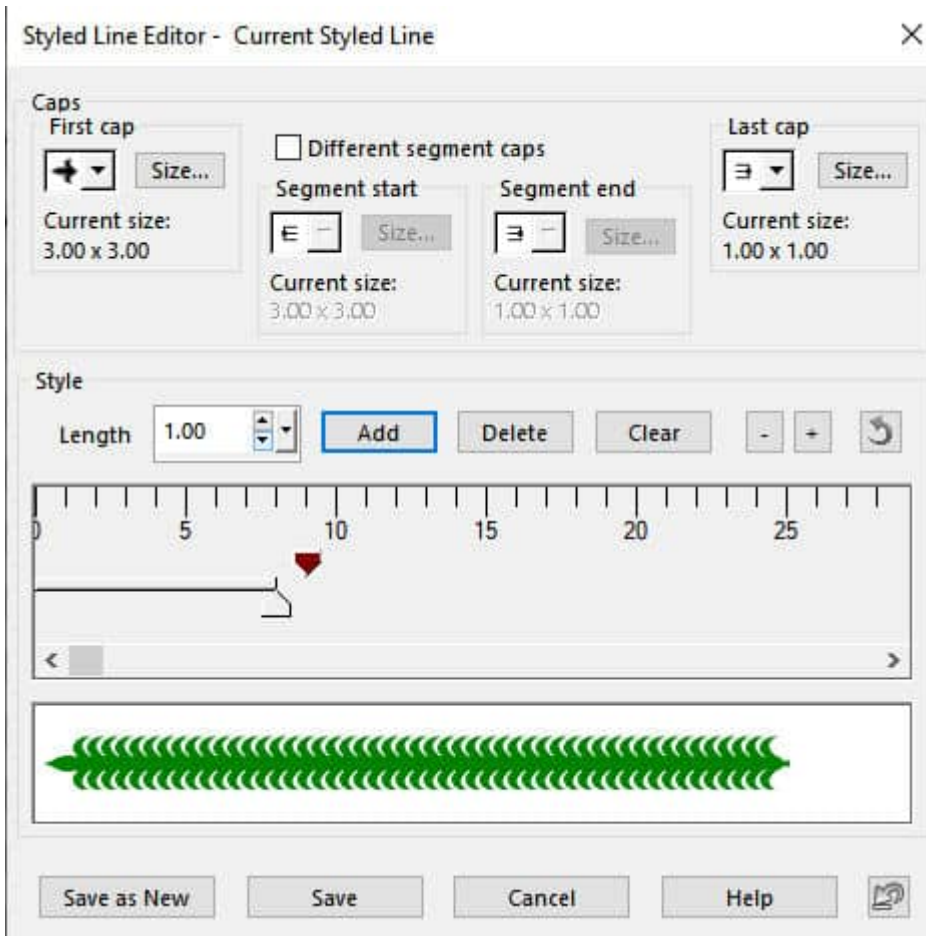 Styled Line Editor - Current Styled Line
Caps
First cap
Size...
Current size:
3.00 x 3.00
Different segment caps
Segment start
Size...
Current size:
3.00 x 3.00
Segment end
Size...
Current size:
1.00 x 1.00
Last cap
Size...
Current size:
1.00 x 1.00
Style
Length 1.00 Add Delete Clear - +
0 5 10 15 20 25
Save as New Save Cancel Help